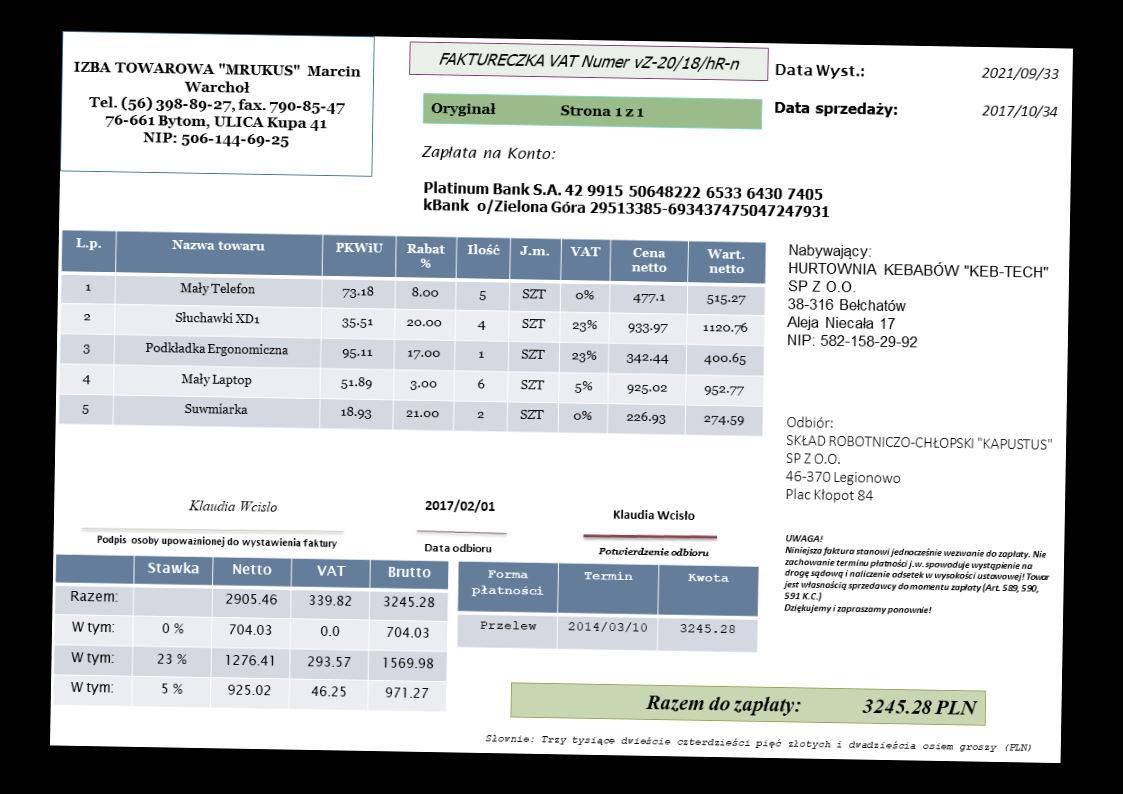 IZBA TOWAROWA "MRUKUS" Marcin
Warchoł
Tel. (56) 398-89-27, fax. 790-85-47
76-661 Bytom, ULICA Kupa 41
NIP: 506-144-69-25
FAKTURECZKA VAT Numer vZ-20/18/hR-n
Oryginał Strona 1 z 1
Data Wyst.: 2021/09/33
Data sprzedaży: 2017/10/34
Zapłata na Konto:
Platinum Bank S.A. 42 9915 50648222 6533 6430 7405
kBank o/Zielona Góra 29513385-693437475047247931
L.p. Nazwa towaru PKWiU Rabat % Ilość J.m. VAT Cena netto Wart. netto
1 Mały Telefon 73.18 8.00 5 SZT 0% 477.1 515.27
2 Słuchawki XD1 35.51 20.00 4 SZT 23% 933.97 1120.76
3 Podkładka Ergonomiczna 95.11 17.00 1 SZT 23% 342.44 400.65
4 Mały Laptop 51.89 3.00 6 SZT 5% 925.02 952.77
5 Suwmiarka 18.93 21.00 2 SZT 0% 226.93 274.59
Nabywający:
HURTOWNIA KEBABÓW "KEB-TECH"
SP Z O.O.
38-316 Bełchatów
Aleja Niecała 17
NIP: 582-158-29-92
Odbiór:
SKŁAD ROBOTNICZO-CHŁOPSKI "KAPUSTUS"
SP Z O.O.
46-370 Legionowo
Plac Kłopot 84
Klaudia Wcisło
Podpis osoby upoważnionej do wystawienia faktury
2017/02/01
Data odbioru
Klaudia Wcisło
Potwierdzenie odbioru
UWAGA!
Niniejsza faktura stanowi jednocześnie wezwanie do zapłaty. Nie
zachowanie terminu płatności j.w. spowoduje wystąpienie na
drogę sądową i naliczenie odsetek w wysokości ustawowej! Towar
jest własnością sprzedawcy do momentu zapłaty (Art. 589, 590,
591 K.C.)
Dziękujemy i zapraszamy ponownie!
Stawka Netto VAT Brutto
Razem: 2905.46 339.82 3245.28
W tym: 0 % 704.03 0.0 704.03
W tym: 23 % 1276.41 293.57 1569.98
W tym: 5 % 925.02 46.25 971.27
Forma płatności Termin Kwota
Przelew 2014/03/10 3245.28
Razem do zapłaty: 3245.28 PLN
Słownie: Trzy tysiące dwieście czterdzieści pięć złotych i dwadzieścia osiem groszy (PLN)